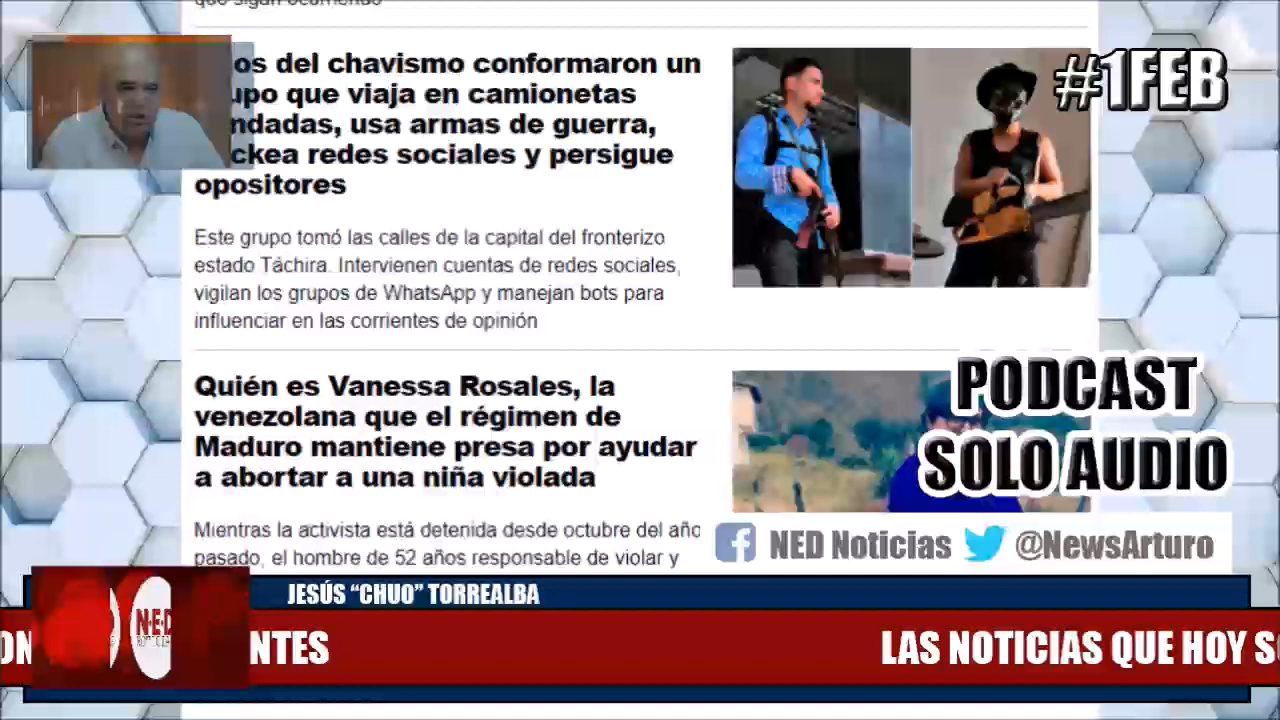 que sigan ocurriendo
os del chavismo conformaron un
upo que viaja en camionetas
ndadas, usa armas de guerra,
ckea redes sociales y persigue
opositores
Este grupo tomó las calles de la capital del fronterizo
estado Táchira. Intervienen cuentas de redes sociales,
vigilan los grupos de WhatsApp y manejan bots para
influenciar en las corrientes de opinión
#1FEB
Quién es Vanessa Rosales, la
venezolana que el régimen de
Maduro mantiene presa por ayudar
a abortar a una niña violada
Mientras la activista está detenida desde octubre del año
pasado, el hombre de 52 años responsable de violar y
PODCAST
SOLO AUDIO
NED Noticias @NewsArturo
JESÚS “CHUO” TORREALBA
ON NTES LAS NOTICIAS QUE HOY S
N.E.D